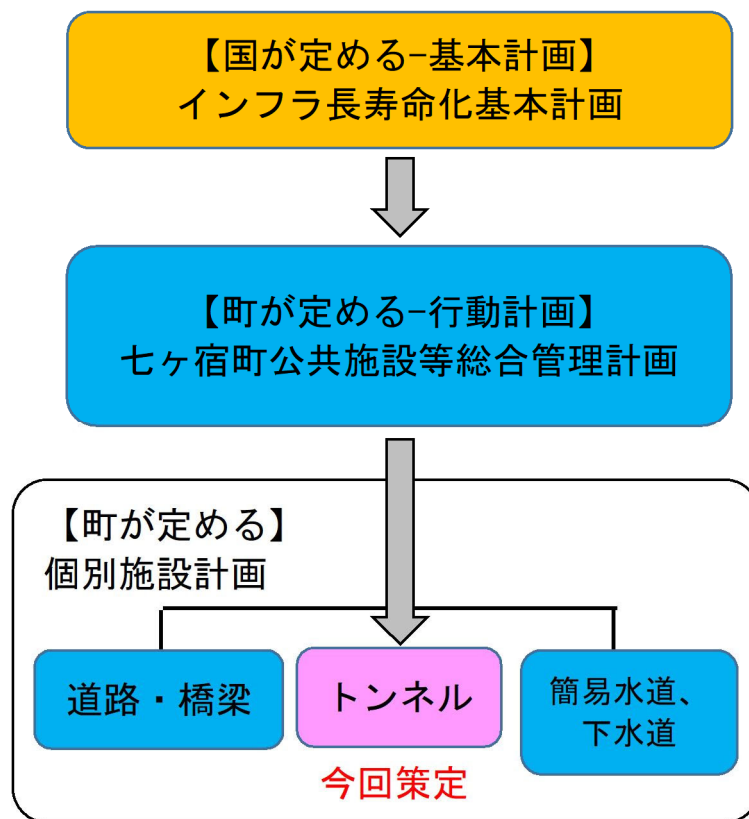 【国が定める-基本計画】
インフラ長寿命化基本計画
【町が定める-行動計画】
七ヶ宿町公共施設等総合管理計画
【町が定める】
個別施設計画
道路・橋梁
トンネル
簡易水道、
下水道
今回策定